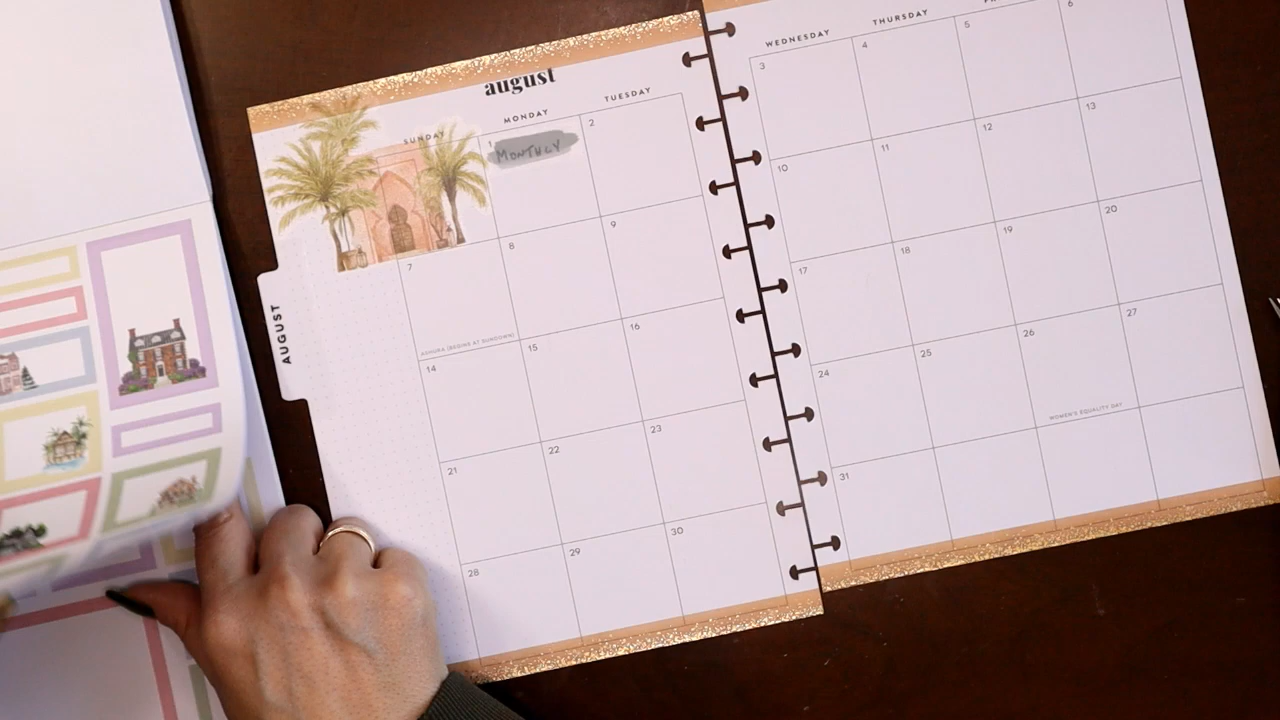 august
SUNDAY MONDAY TUESDAY WEDNESDAY THURSDAY
1 2 3 4 5 6
MONTHLY
7 8 9 10 11 12 13
ASHURA (BEGINS AT SUNDOWN)
14 15 16 17 18 19 20
21 22 23 24 25 26 27
WOMEN'S EQUALITY DAY
28 29 30 31
AUGUST